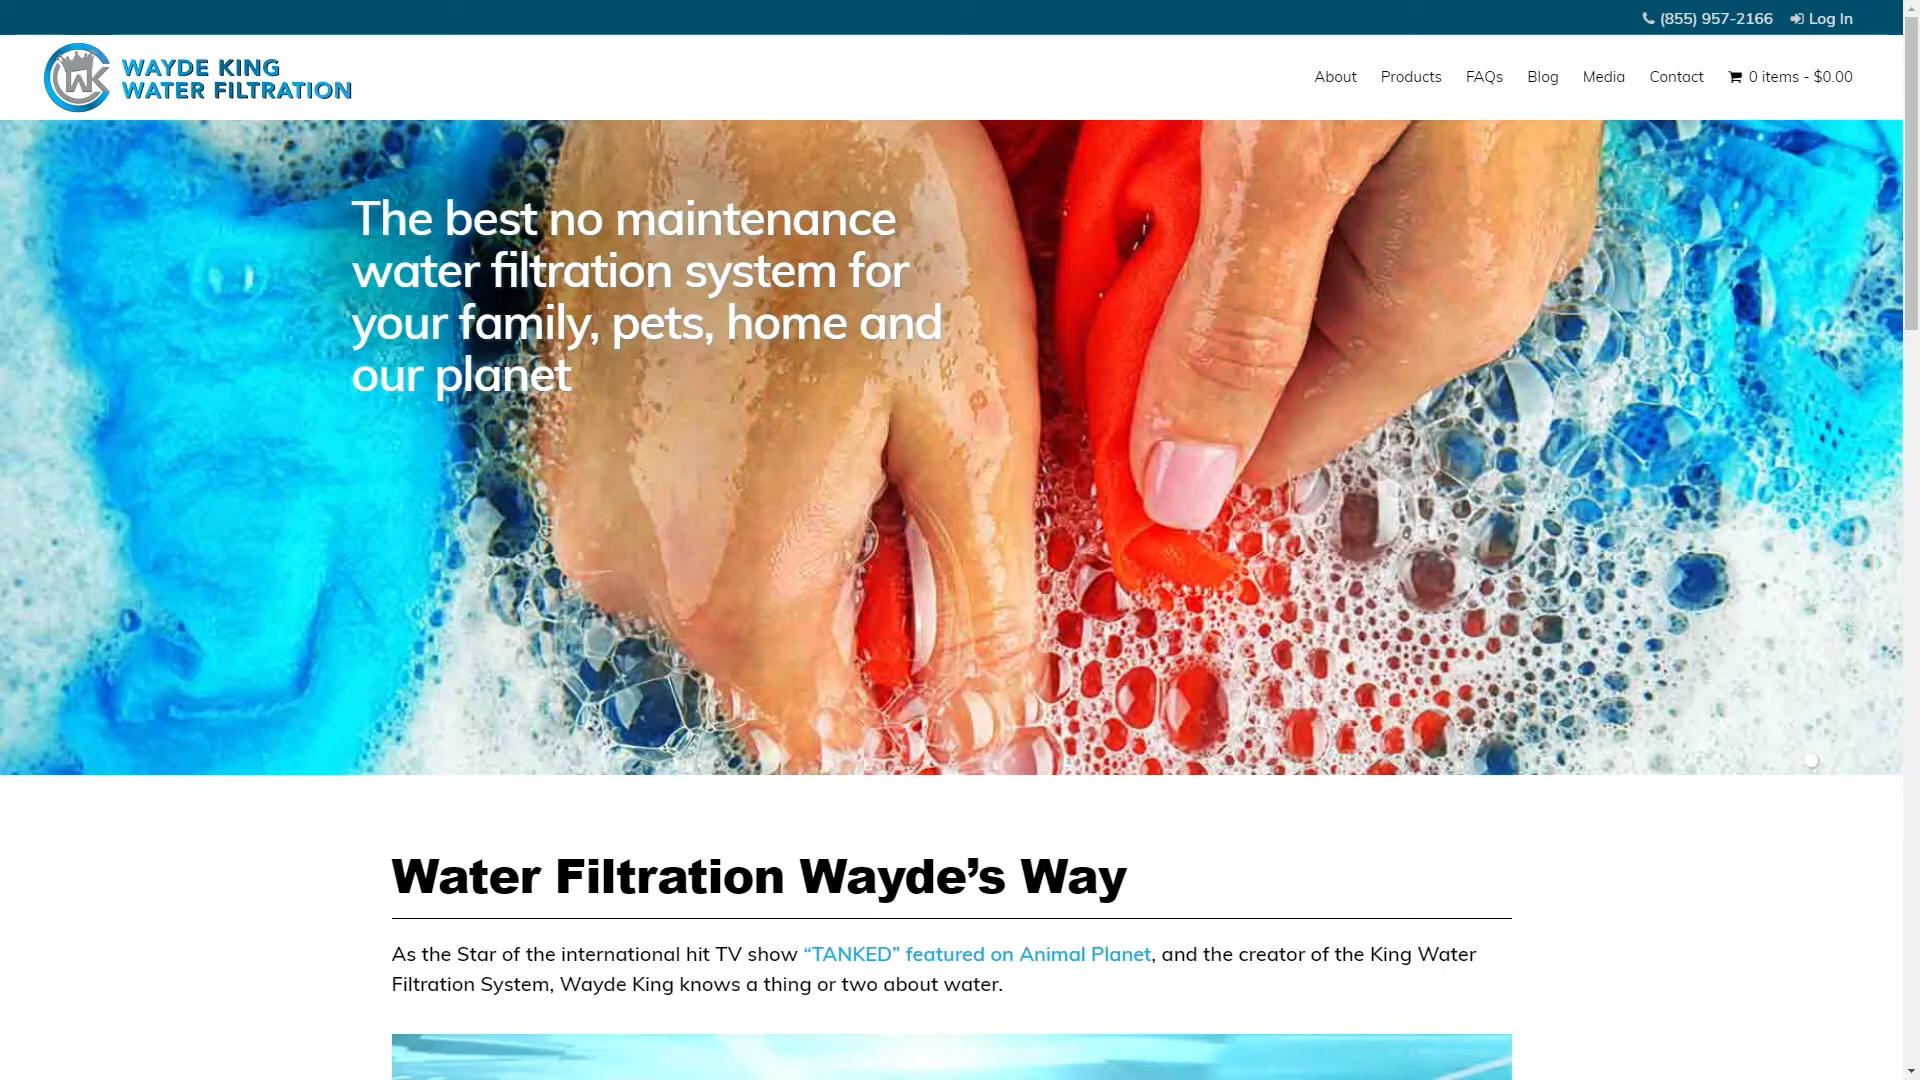 (855) 957-2166 Log In
WAYDE KING
WATER FILTRATION
About Products FAQs Blog Media Contact 0 items - $0.00
The best no maintenance
water filtration system for
your family, pets, home and
our planet
Water Filtration Wayde’s Way
As the Star of the international hit TV show “TANKED” featured on Animal Planet, and the creator of the King Water
Filtration System, Wayde King knows a thing or two about water.